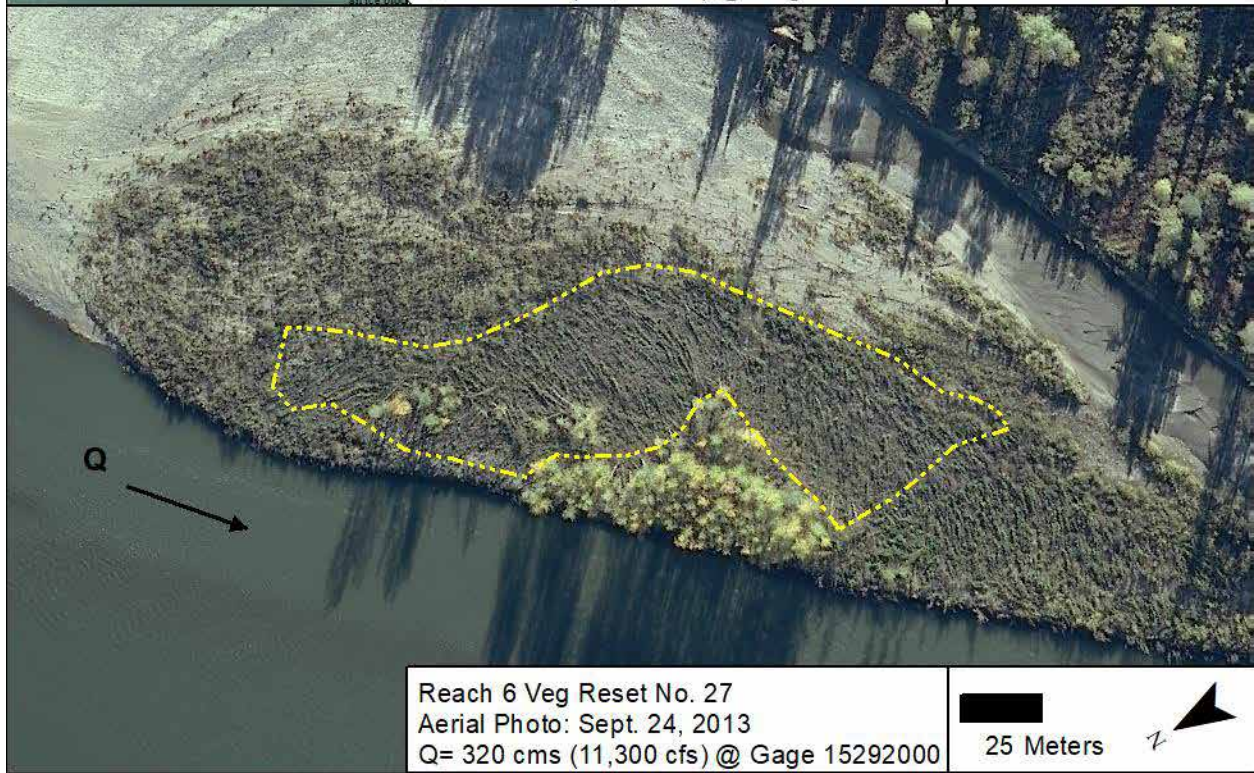 Q
Reach 6 Veg Reset No. 27
Aerial Photo: Sept. 24, 2013
Q= 320 cms (11,300 cfs) @ Gage 15292000
25 Meters
N